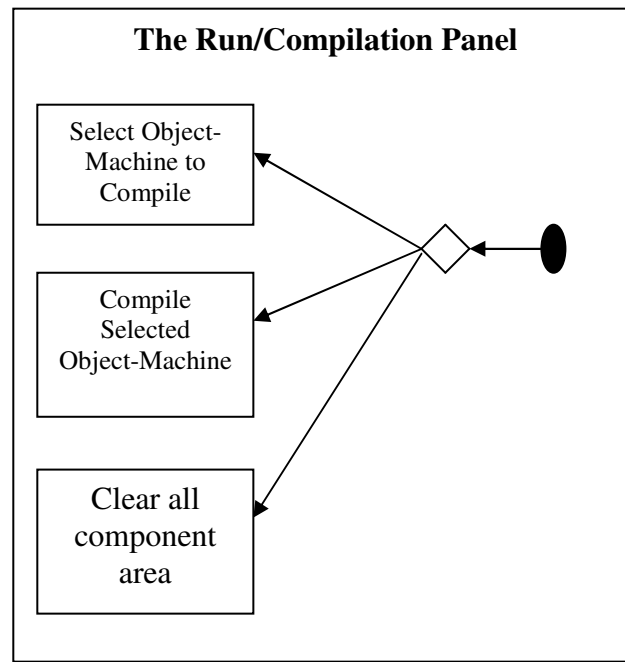 The Run/Compilation Panel
Select Object-
Machine to
Compile
Compile
Selected
Object-Machine
Clear all
component
area